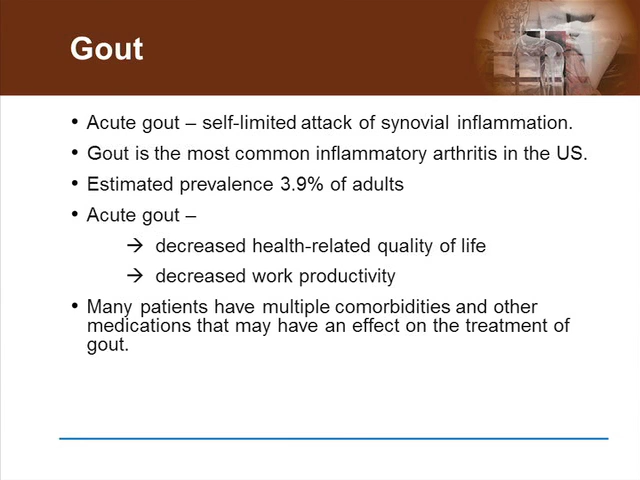 Gout
• Acute gout – self-limited attack of synovial inflammation.
• Gout is the most common inflammatory arthritis in the US.
• Estimated prevalence 3.9% of adults
• Acute gout –
→ decreased health-related quality of life
→ decreased work productivity
• Many patients have multiple comorbidities and other
medications that may have an effect on the treatment of
gout.